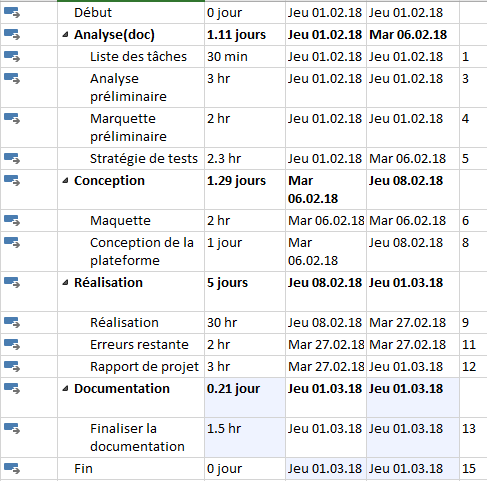 Début 0 jour Jeu 01.02.18 Jeu 01.02.18
Analyse(doc) 1.11 jours Jeu 01.02.18 Mar 06.02.18
Liste des tâches 30 min Jeu 01.02.18 Jeu 01.02.18 1
Analyse préliminaire 3 hr Jeu 01.02.18 Jeu 01.02.18 3
Marquette préliminaire 2 hr Jeu 01.02.18 Jeu 01.02.18 4
Stratégie de tests 2.3 hr Jeu 01.02.18 Mar 06.02.18 5
Conception 1.29 jours Mar 06.02.18 Jeu 08.02.18
Maquette 2 hr Mar 06.02.18 Mar 06.02.18 6
Conception de la plateforme 1 jour Mar 06.02.18 Jeu 08.02.18 8
Réalisation 5 jours Jeu 08.02.18 Jeu 01.03.18
Réalisation 30 hr Jeu 08.02.18 Mar 27.02.18 9
Erreurs restante 2 hr Mar 27.02.18 Mar 27.02.18 11
Rapport de projet 3 hr Mar 27.02.18 Jeu 01.03.18 12
Documentation 0.21 jour Jeu 01.03.18 Jeu 01.03.18
Finaliser la documentation 1.5 hr Jeu 01.03.18 Jeu 01.03.18 13
Fin 0 jour Jeu 01.03.18 Jeu 01.03.18 15